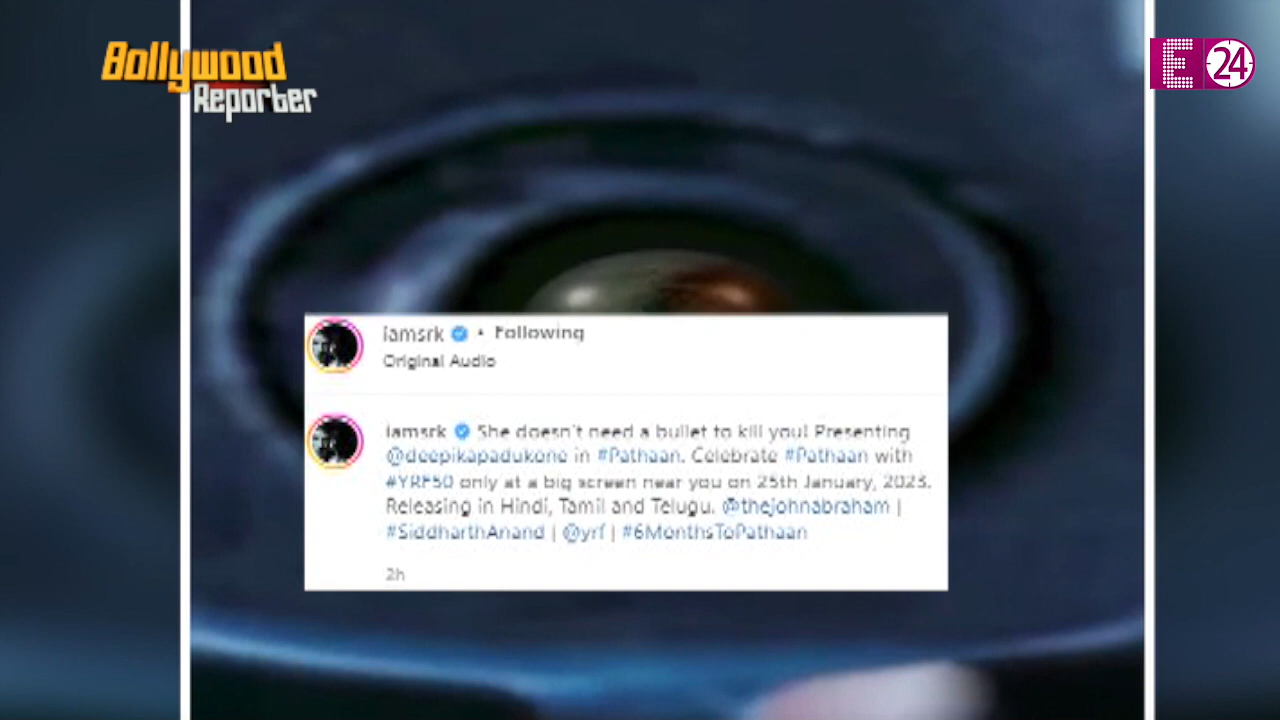 Bollywood
Reporter
E 24
iamsrk • Following
Original Audio
iamsrk She doesn't need a bullet to kill you! Presenting
@deepikapadukone in #Pathaan. Celebrate #Pathaan with
#YRF50 only at a big screen near you on 25th January, 2023.
Releasing in Hindi, Tamil and Telugu. @thejohnabraham |
#SiddharthAnand | @yrf | #6MonthsToPathaan
2h